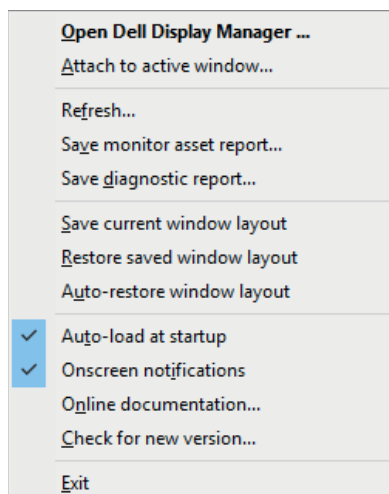 Open Dell Display Manager ...
Attach to active window...
Refresh...
Save monitor asset report...
Save diagnostic report...
Save current window layout
Restore saved window layout
Auto-restore window layout
Auto-load at startup
Onscreen notifications
Online documentation...
Check for new version...
Exit